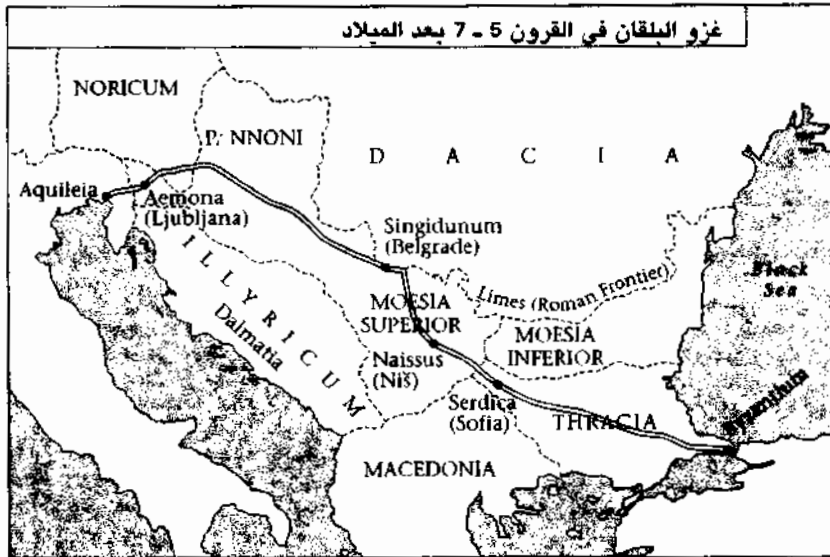 غزو البلقان في القرون 5 ـ 7 بعد الميلاد
NORICUM
P. NNONI
D A C I A
Aquileia
Aemona
(Ljubljana)
Singidunum
(Belgrade)
ILLYRICUM
Dalmatia
Limes (Roman Frontier)
Black
Sea
MOESIA
SUPERIOR
MOESIA
INFERIOR
Naissus
(Niš)
Serdica
(Sofia)
THRACIA
Byzantium
MACEDONIA